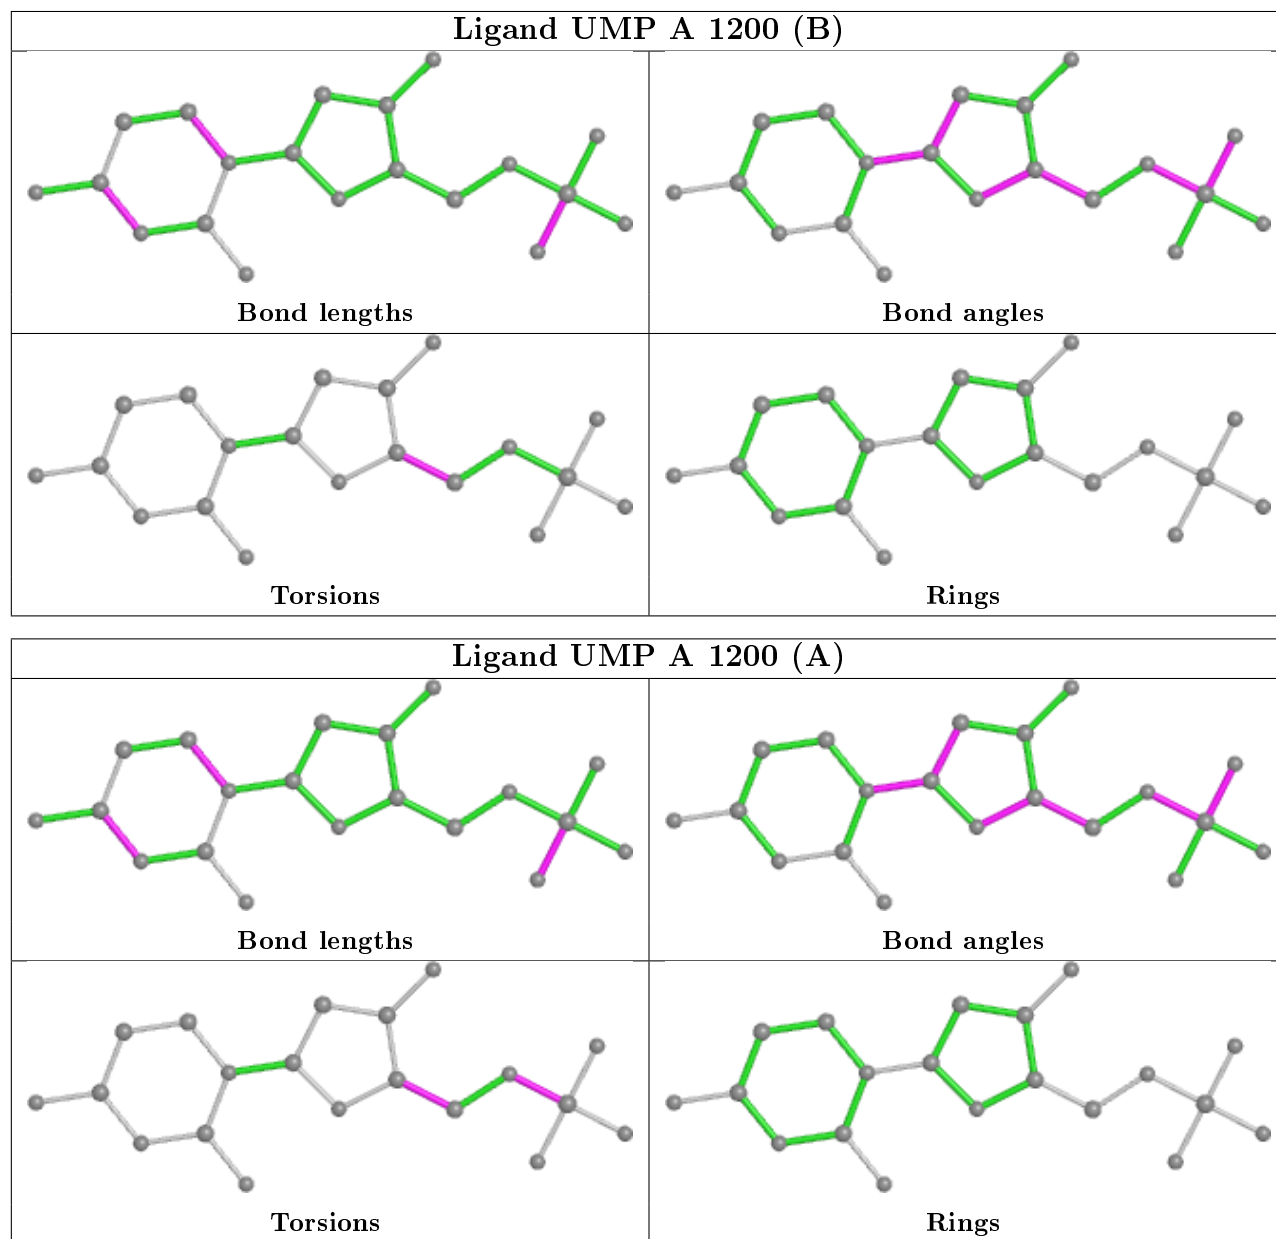 Ligand UMP A 1200 (B)
Bond lengths
Bond angles
Torsions
Rings
Ligand UMP A 1200 (A)
Bond lengths
Bond angles
Torsions
Rings